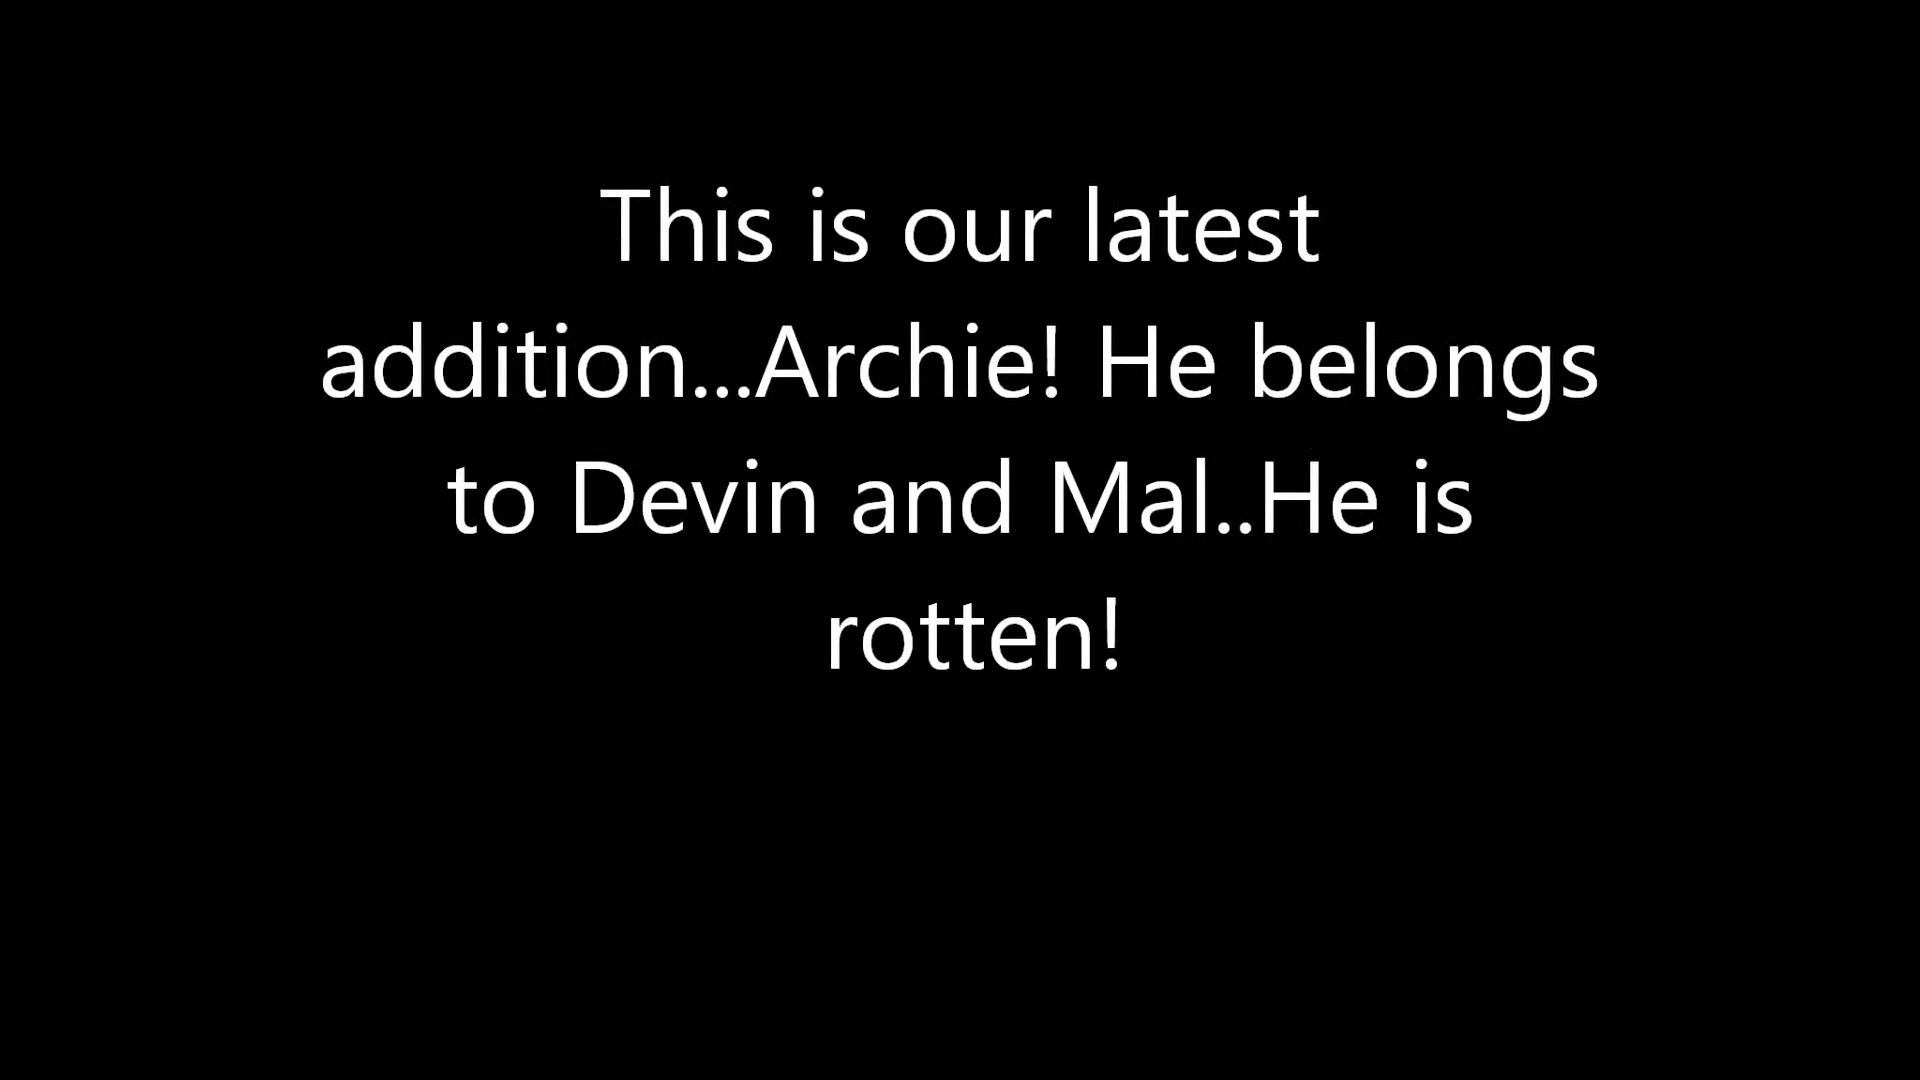 This is our latest
addition...Archie! He belongs
to Devin and Mal..He is
rotten!